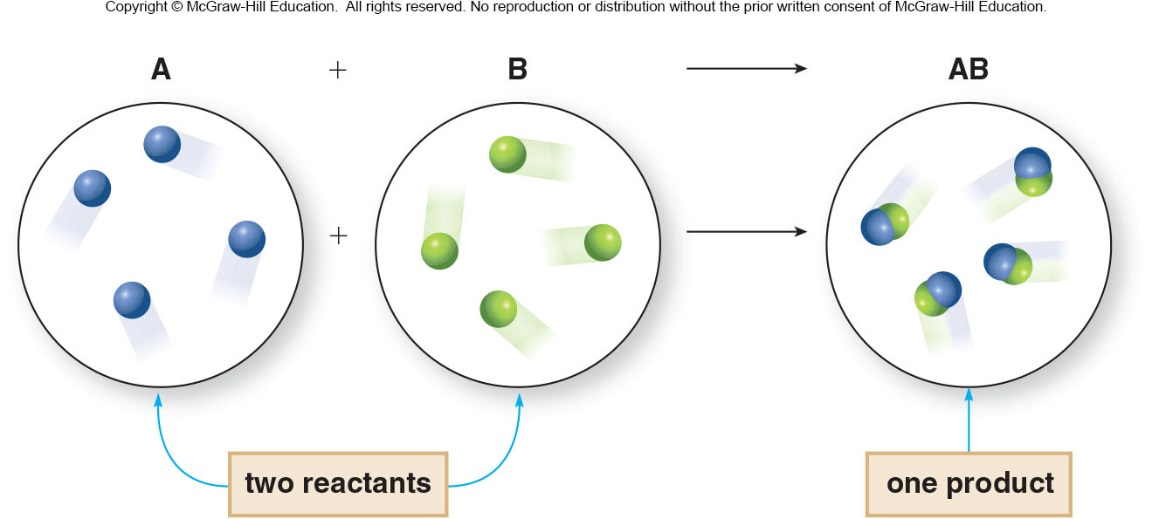 Copyright © McGraw-Hill Education.  All rights reserved. No reproduction or distribution without the prior written consent of McGraw-Hill Education.
A + B → AB
+ →
two reactants
one product